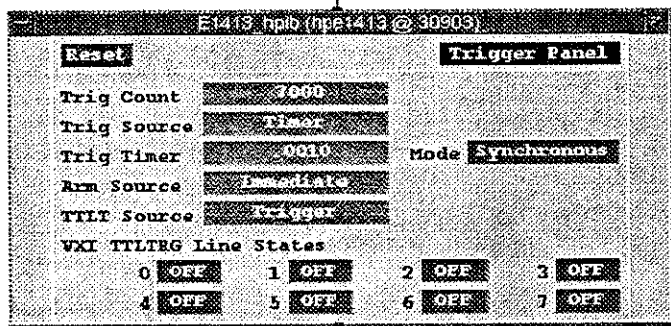 E1413_hpib (hpe1413 @ 30903)
Reset Trigger Panel
Trig Count 3000
Trig Source Timer
Trig Timer .0010 Mode Synchronous
Arm Source Immediate
TTLT Source Trigger
VXI TTLTRG Line States
0 OFF 1 OFF 2 OFF 3 OFF
4 OFF 5 OFF 6 OFF 7 OFF